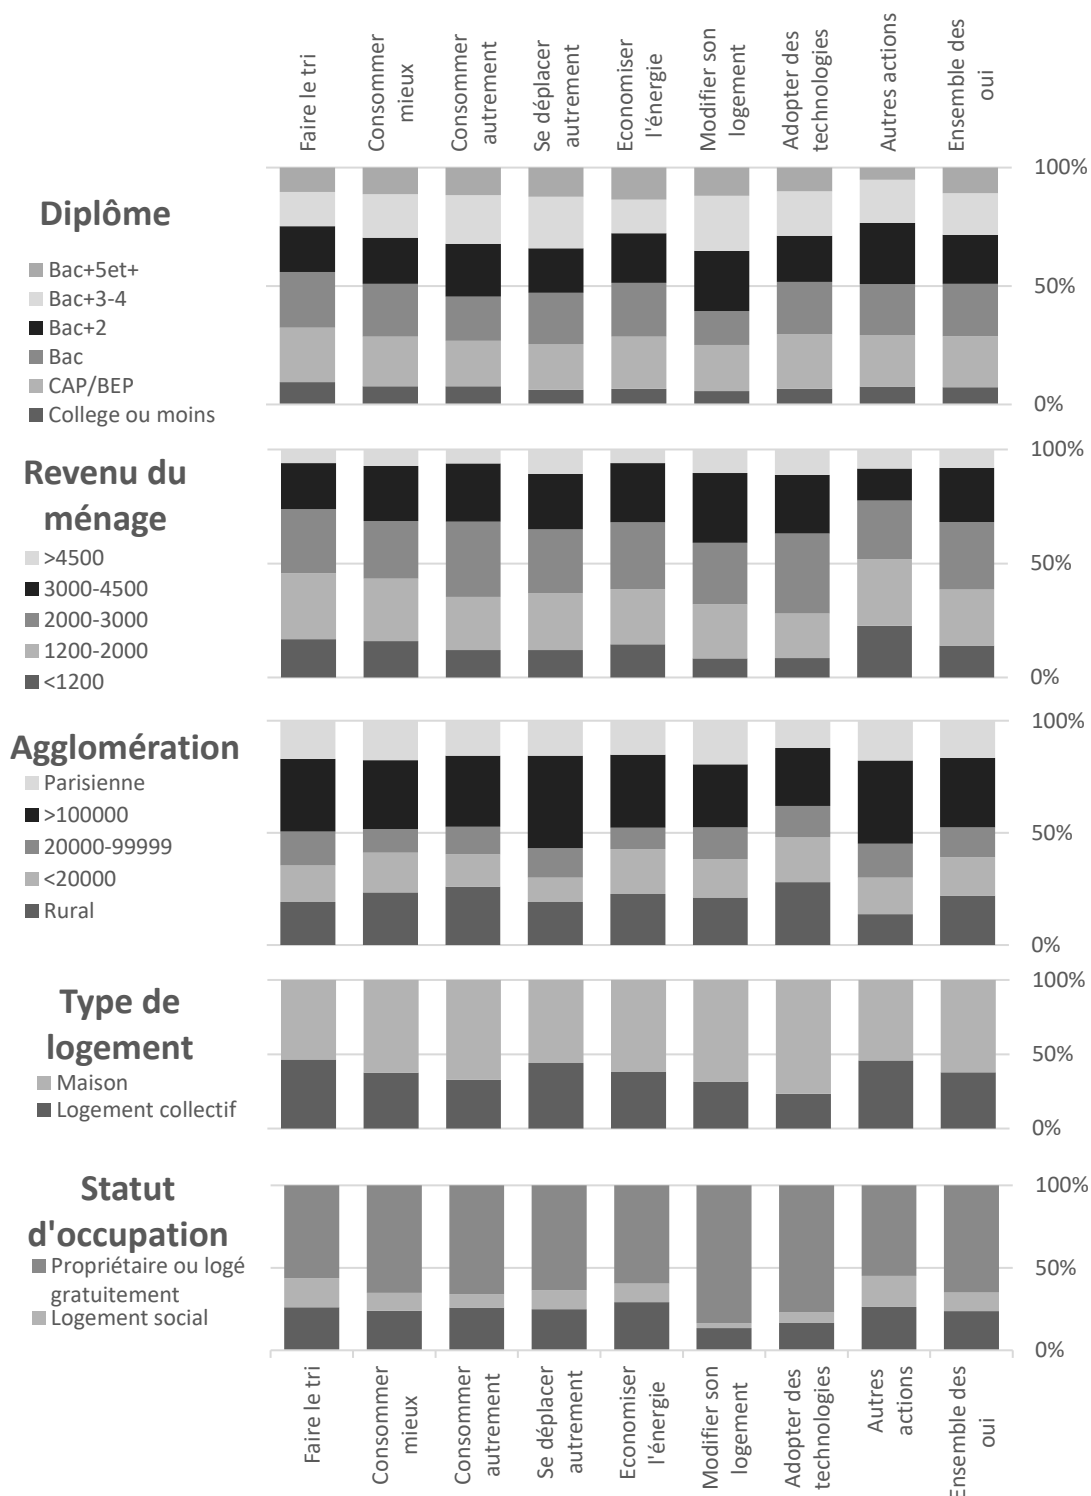 Faire le tri
Consommer
mieux
Consommer
autrement
Se déplacer
autrement
Economiser
l'énergie
Modifier son
logement
Adopter des
technologies
Autres actions
Ensemble des
oui
Diplôme
Bac+5et+
Bac+3-4
Bac+2
Bac
CAP/BEP
College ou moins
100%
50%
0%
Revenu du
ménage
>4500
3000-4500
2000-3000
1200-2000
<1200
100%
50%
0%
Agglomération
Parisienne
>100000
20000-99999
<20000
Rural
100%
50%
0%
Type de
logement
Maison
Logement collectif
100%
50%
0%
Statut
d'occupation
Propriétaire ou logé
gratuitement
Logement social
100%
50%
0%
Faire le tri
Consommer
mieux
Consommer
autrement
Se déplacer
autrement
Economiser
l'énergie
Modifier son
logement
Adopter des
technologies
Autres
actions
Ensemble des
oui